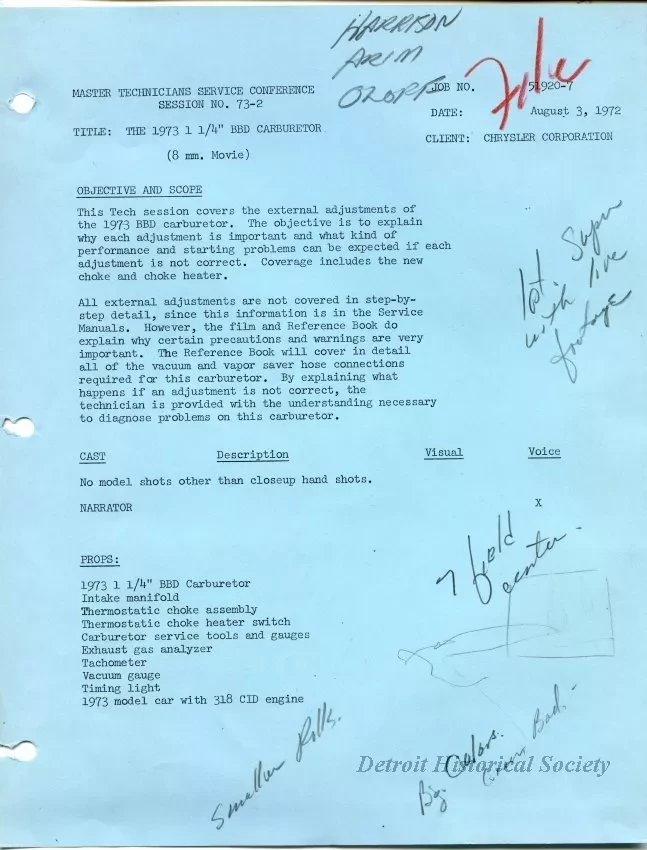 HARRISON
File
MASTER TECHNICIANS SERVICE CONFERENCE
SESSION NO. 73-2
JOB NO. 51920-7
DATE: August 3, 1972
TITLE: THE 1973 1 1/4" BBD CARBURETOR
CLIENT: CHRYSLER CORPORATION
(8 mm. Movie)
OBJECTIVE AND SCOPE
This Tech session covers the external adjustments of
the 1973 BBD carburetor. The objective is to explain
why each adjustment is important and what kind of
performance and starting problems can be expected if each
adjustment is not correct. Coverage includes the new
choke and choke heater.
1st. Super
with live
footage
All external adjustments are not covered in step-by-
step detail, since this information is in the Service
Manuals. However, the film and Reference Book do
explain why certain precautions and warnings are very
important. The Reference Book will cover in detail
all of the vacuum and vapor saver hose connections
required for this carburetor. By explaining what
happens if an adjustment is not correct, the
technician is provided with the understanding necessary
to diagnose problems on this carburetor.
CAST Description Visual Voice
No model shots other than closeup hand shots.
NARRATOR X
7 field
center.
PROPS:
1973 1 1/4" BBD Carburetor
Intake manifold
Thermostatic choke assembly
Thermostatic choke heater switch
Carburetor service tools and gauges
Exhaust gas analyzer
Tachometer
Vacuum gauge
Timing light
1973 model car with 318 CID engine
Smaller Rolls.
Big Colors.
Bad.
Detroit Historical Society